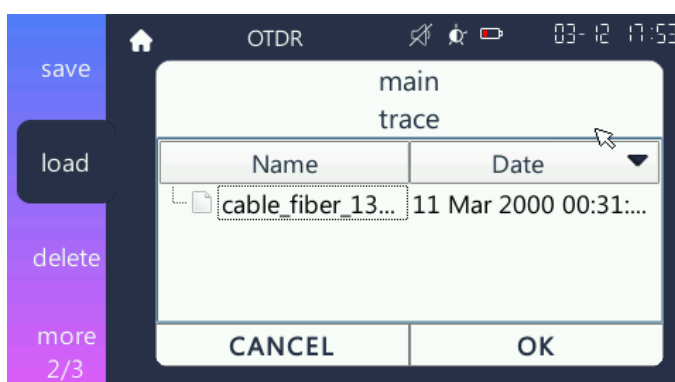 OTDR 03-12 17:53
save
main
trace
load
Name Date
cable_fiber_13... 11 Mar 2000 00:31:...
delete
more
2/3
CANCEL OK